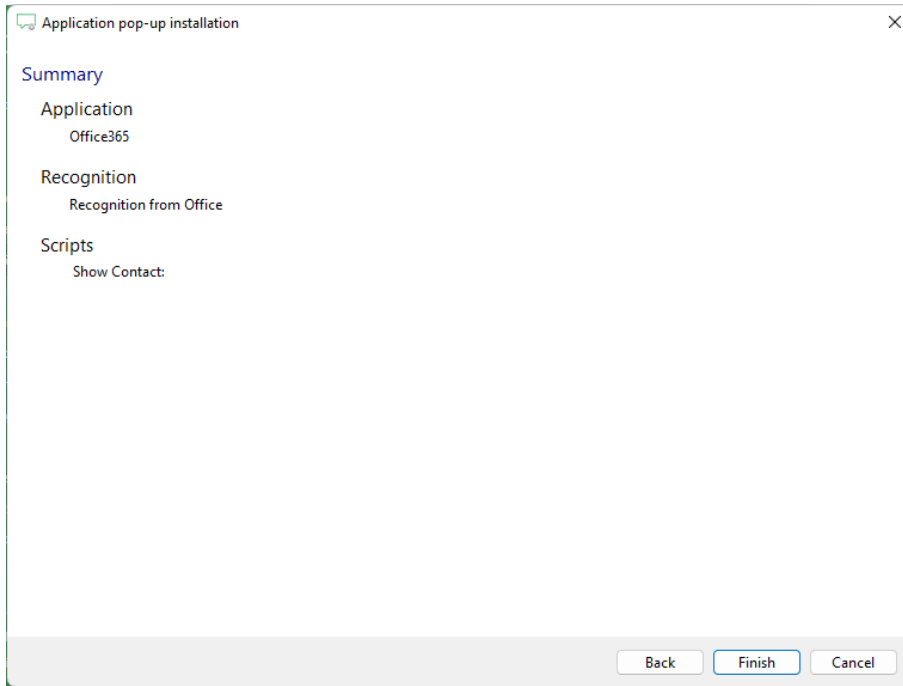 Application pop-up installation
Summary
Application
Office365
Recognition
Recognition from Office
Scripts
Show Contact:
Back
Finish
Cancel